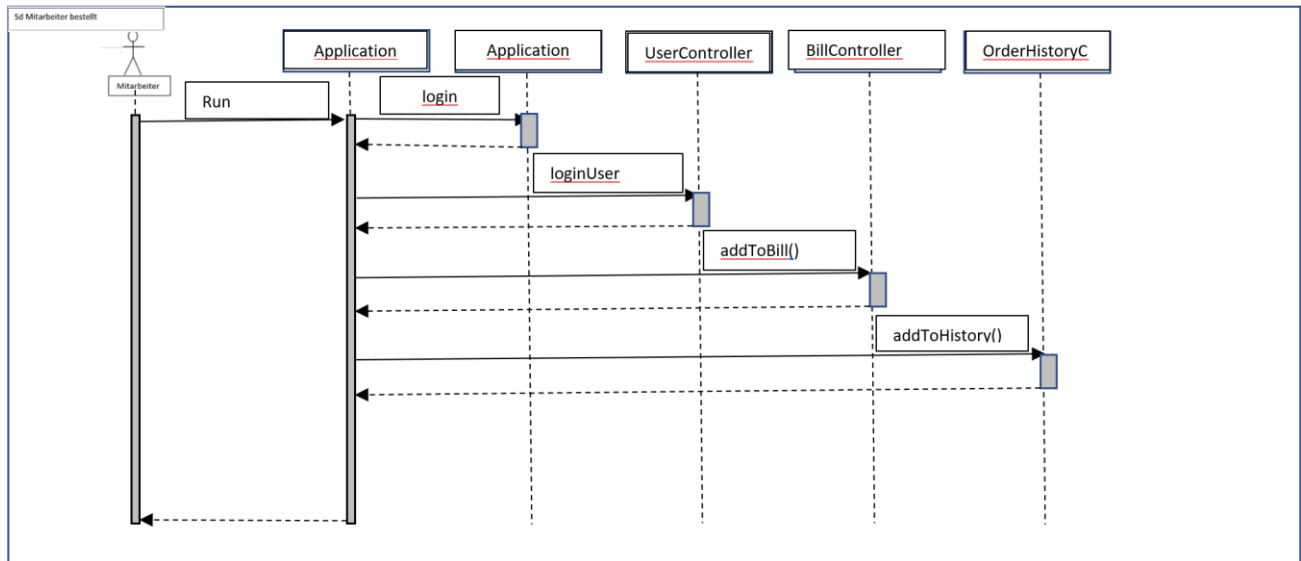 Sd Mitarbeiter bestellt
Application
Application
UserController
BillController
OrderHistoryC
Mitarbeiter
Run
login
loginUser
addToBill()
addToHistory()